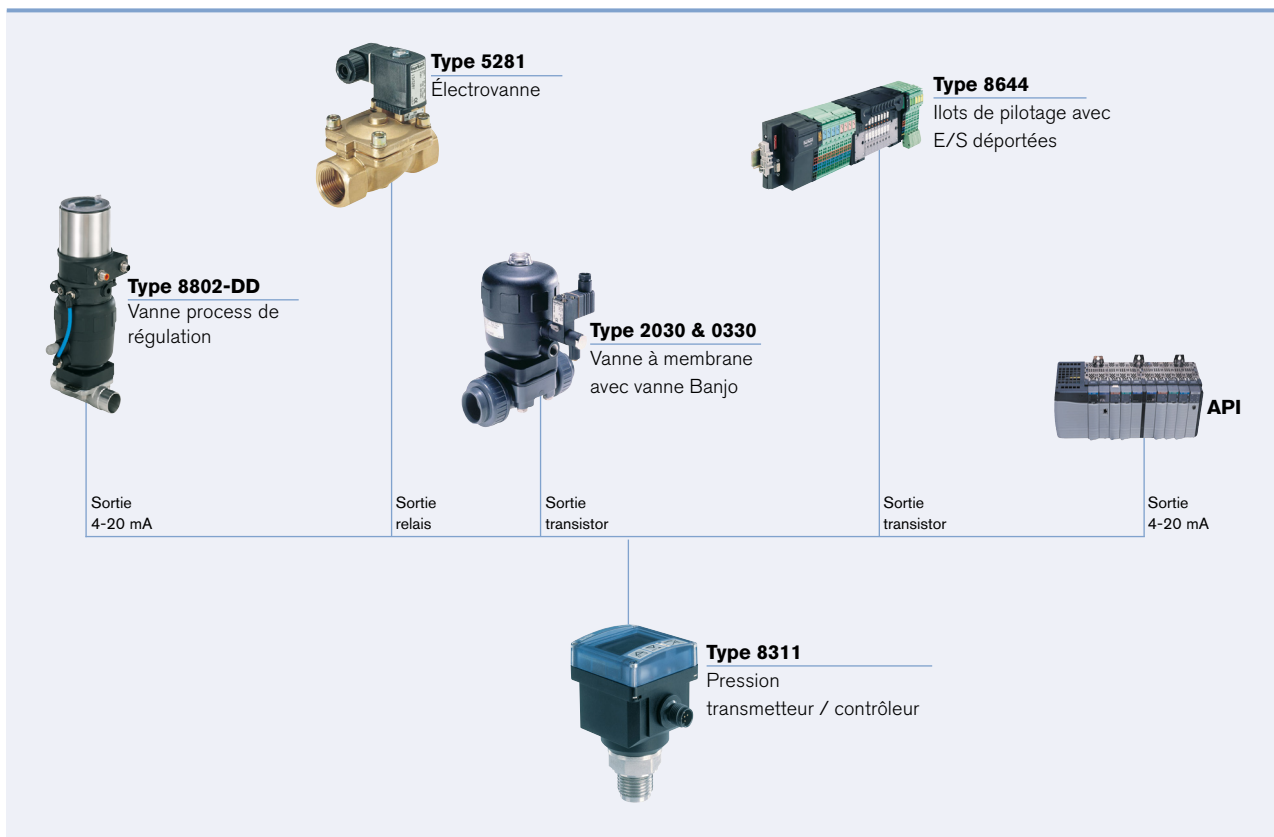 Type 5281
Électrovanne
Type 8644
Ilots de pilotage avec
E/S déportées
Type 8802-DD
Vanne process de
régulation
Type 2030 & 0330
Vanne à membrane
avec vanne Banjo
API
Sortie
4-20 mA
Sortie
relais
Sortie
transistor
Sortie
transistor
Sortie
4-20 mA
Type 8311
Pression
transmetteur / contrôleur